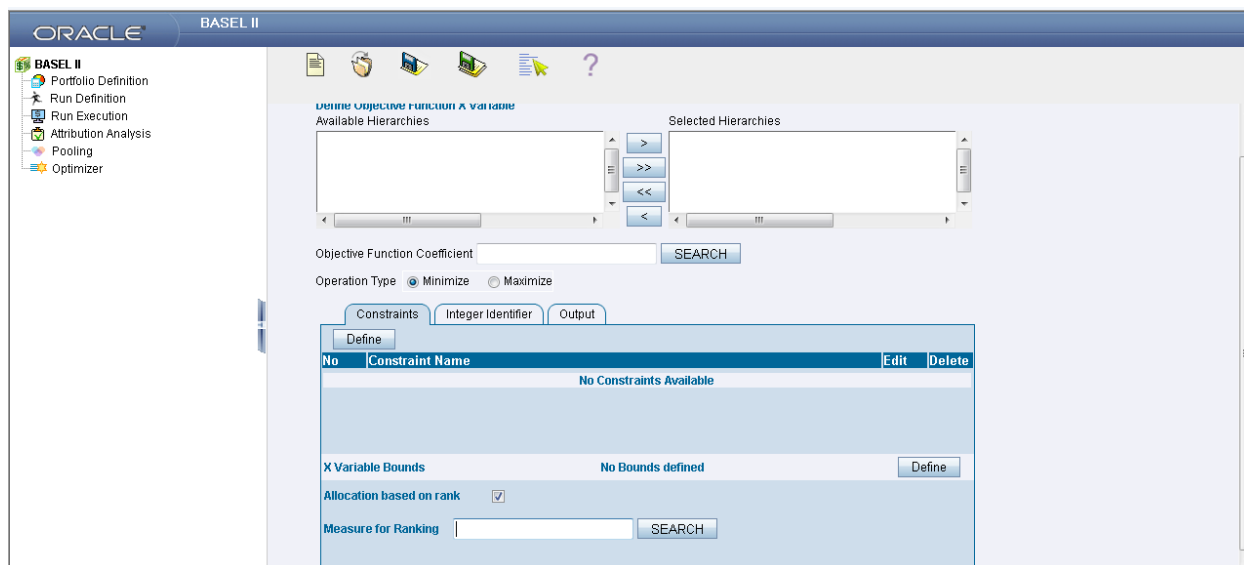 ORACLE
BASEL II
BASEL II
Portfolio Definition
Run Definition
Run Execution
Attribution Analysis
Pooling
Optimizer
?
Define Objective Function X Variable
Available Hierarchies
Selected Hierarchies
>
>>
<<
<
Objective Function Coefficient
SEARCH
Operation Type Minimize Maximize
Constraints Integer Identifier Output
Define
No Constraint Name Edit Delete
No Constraints Available
X Variable Bounds No Bounds defined Define
Allocation based on rank
Measure for Ranking SEARCH